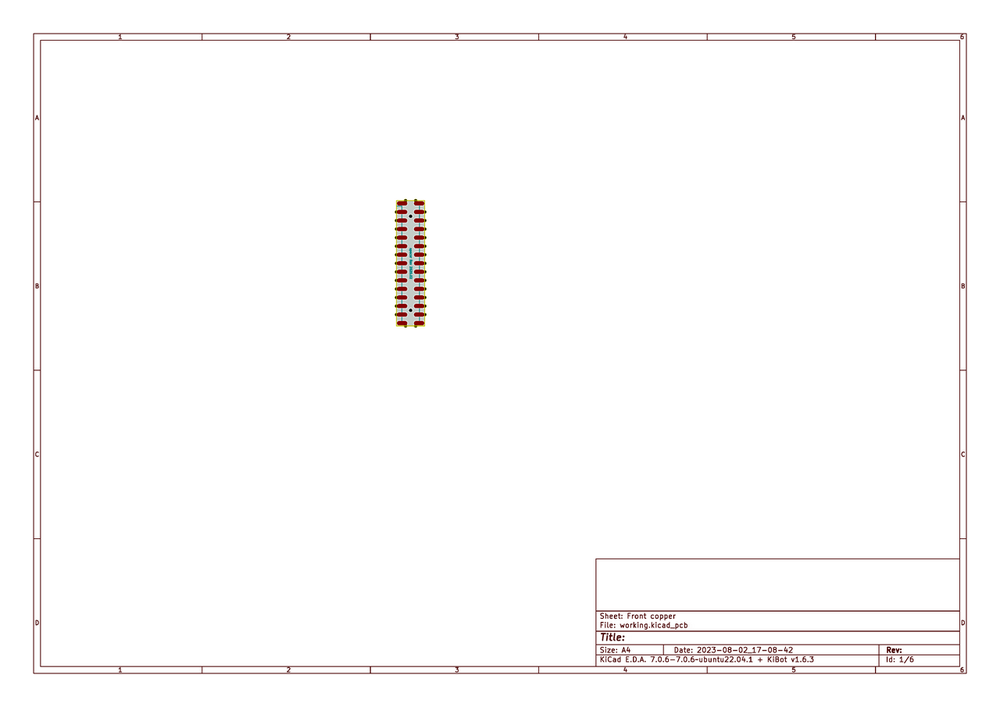 1 2 3 4 5 6
A A
B B
C C
Sheet: Front copper
File: working.kicad_pcb
D D
Title:
Size: A4 Date: 2023-08-02_17-08-42 Rev:
KiCad E.D.A. 7.0.6-7.0.6-ubuntu22.04.1 + KiBot v1.6.3 Id: 1/6
1 2 3 4 5 6